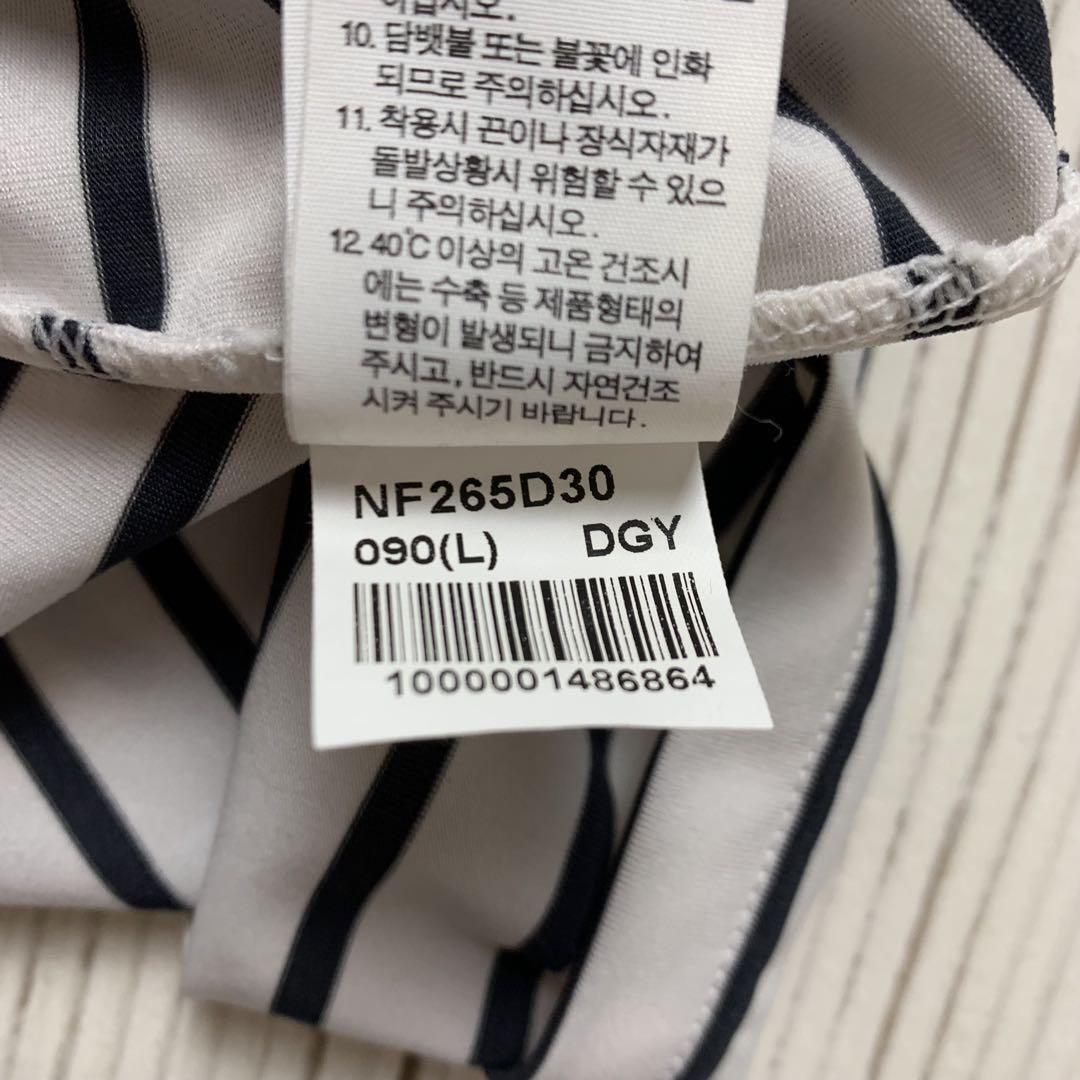 하십시오.
10. 담뱃불 또는 불꽃에 인화
되므로 주의하십시오.
11. 착용시 끈이나 장식자재가
돌발상황시 위험할 수 있으
니 주의하십시오.
12. 40℃ 이상의 고온 건조시
에는 수축 등 제품형태의
변형이 발생되니 금지하여
주시고, 반드시 자연건조
시켜 주시기 바랍니다.
NF265D30
090(L) DGY
1000001486864